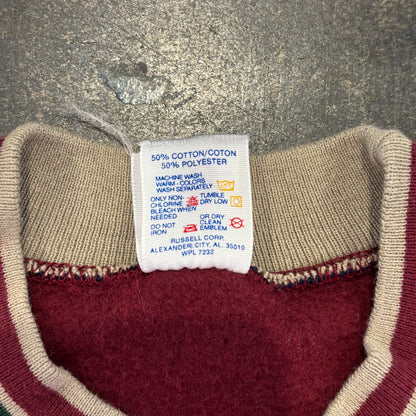 50% COTTON/COTON
50% POLYESTER
MACHINE WASH
WARM - COLORS
WASH SEPARATELY
ONLY NON- TUMBLE
CHLORINE DRY LOW
BLEACH WHEN
NEEDED
DO NOT OR DRY
IRON CLEAN
EMBLEM
RUSSELL CORP.
ALEXANDER CITY, AL. 35010
WPL 7232